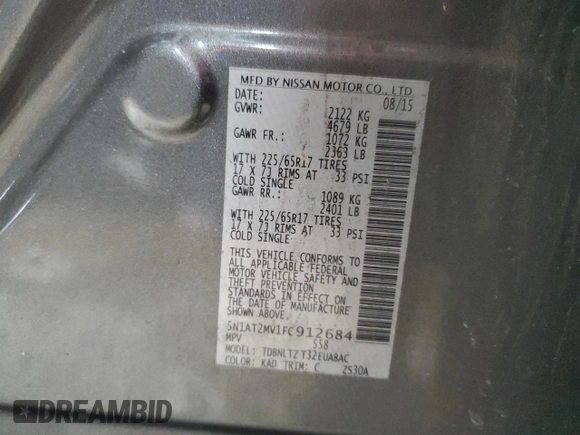 MFD BY NISSAN MOTOR CO., LTD.
DATE: 08/15
GVWR: 2122 KG
4679 LB
GAWR FR.: 1072 KG
2363 LB
WITH 225/65R17 TIRES
17 X 7J RIMS AT 33 PSI
COLD SINGLE
GAWR RR.: 1089 KG
2401 LB
WITH 225/65R17 TIRES
17 X 7J RIMS AT 33 PSI
COLD SINGLE
THIS VEHICLE CONFORMS TO
ALL APPLICABLE FEDERAL
MOTOR VEHICLE SAFETY AND
THEFT PREVENTION
STANDARDS IN EFFECT ON
THE DATE OF MANUFACTURE
SHOWN ABOVE.
5N1AT2MV1FC912684
MPV 558
MODEL: TDBNLTZ T32EUABAC
COLOR: KAD TRIM: C 2S30A
DREAMBID